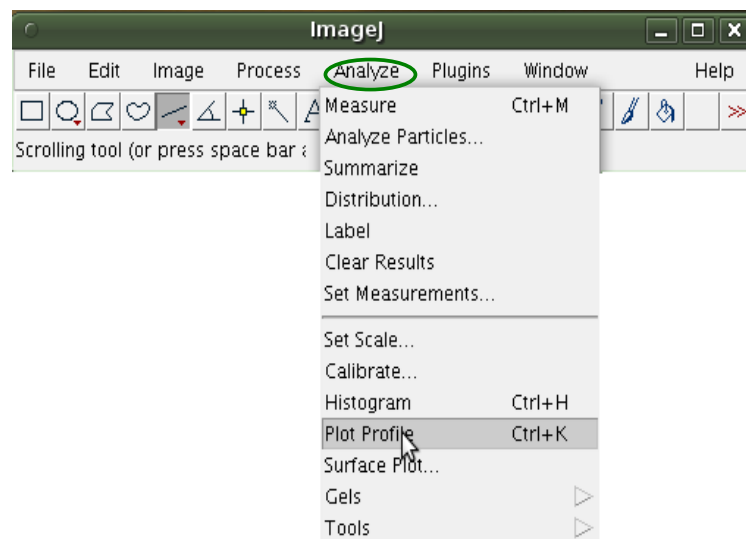 ImageJ
File Edit Image Process Analyze Plugins Window Help
Scrolling tool (or press space bar
Measure Ctrl+M
Analyze Particles...
Summarize
Distribution...
Label
Clear Results
Set Measurements...
Set Scale...
Calibrate...
Histogram Ctrl+H
Plot Profile Ctrl+K
Surface Plot...
Gels
Tools